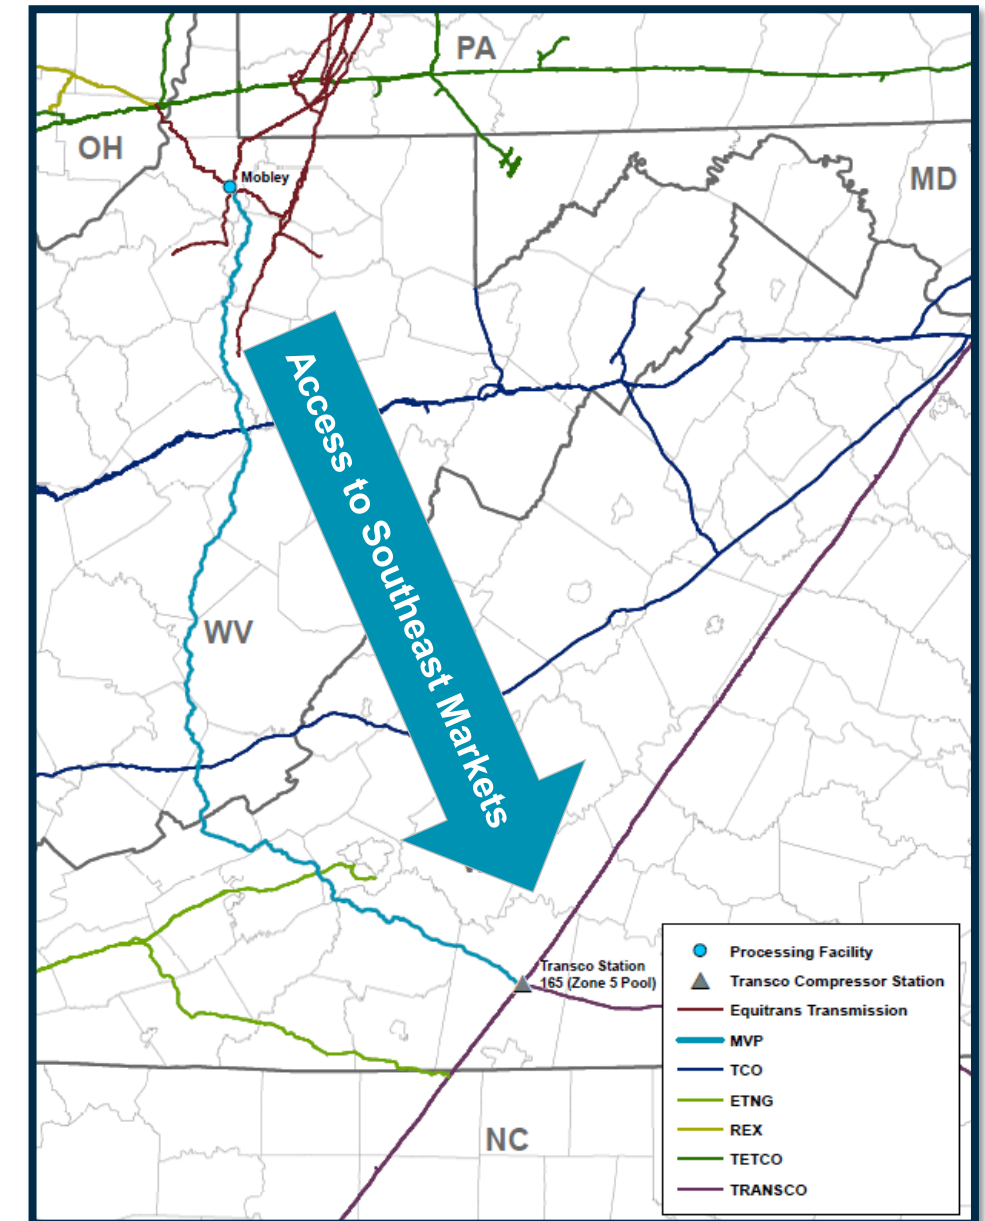 PA
OH
Mobley
MD
Access to Southeast Markets
WV
Transco Station
165 (Zone 5 Pool)
Processing Facility
Transco Compressor Station
Equitrans Transmission
MVP
TCO
ETNG
REX
TETCO
TRANSCO
NC